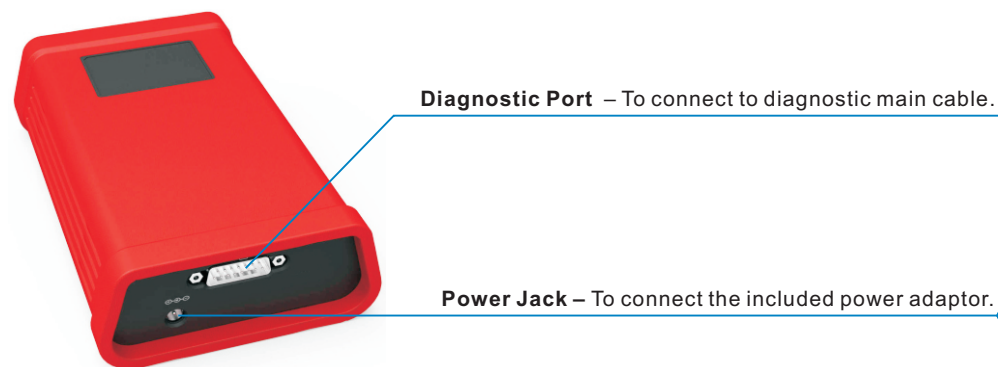 Diagnostic Port – To connect to diagnostic main cable.
Power Jack – To connect the included power adaptor.